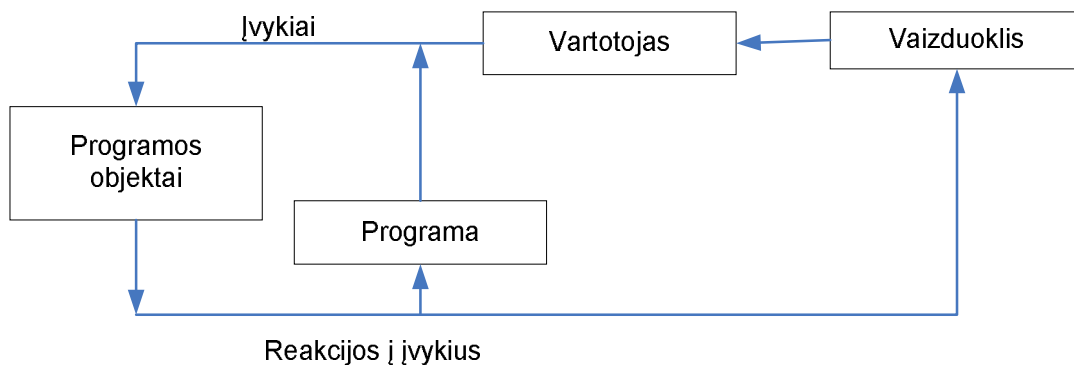 Įvykiai
Vartotojas
Vaizduoklis
Programos
objektai
Programa
Reakcijos į įvykius